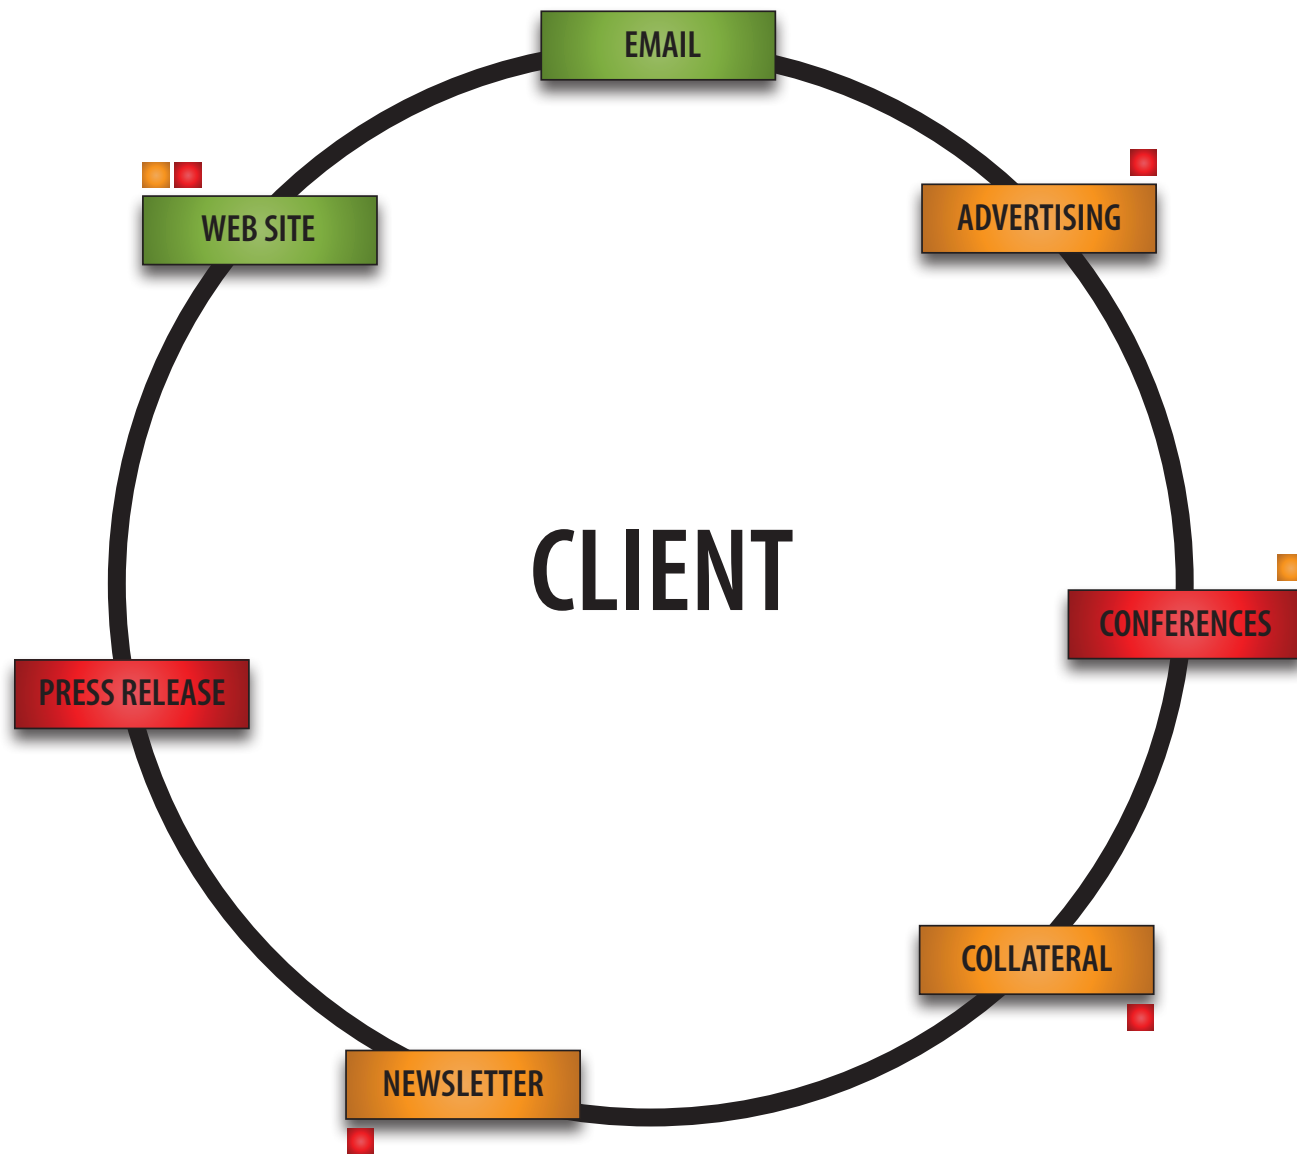 EMAIL
WEB SITE
ADVERTISING
CLIENT
CONFERENCES
PRESS RELEASE
COLLATERAL
NEWSLETTER